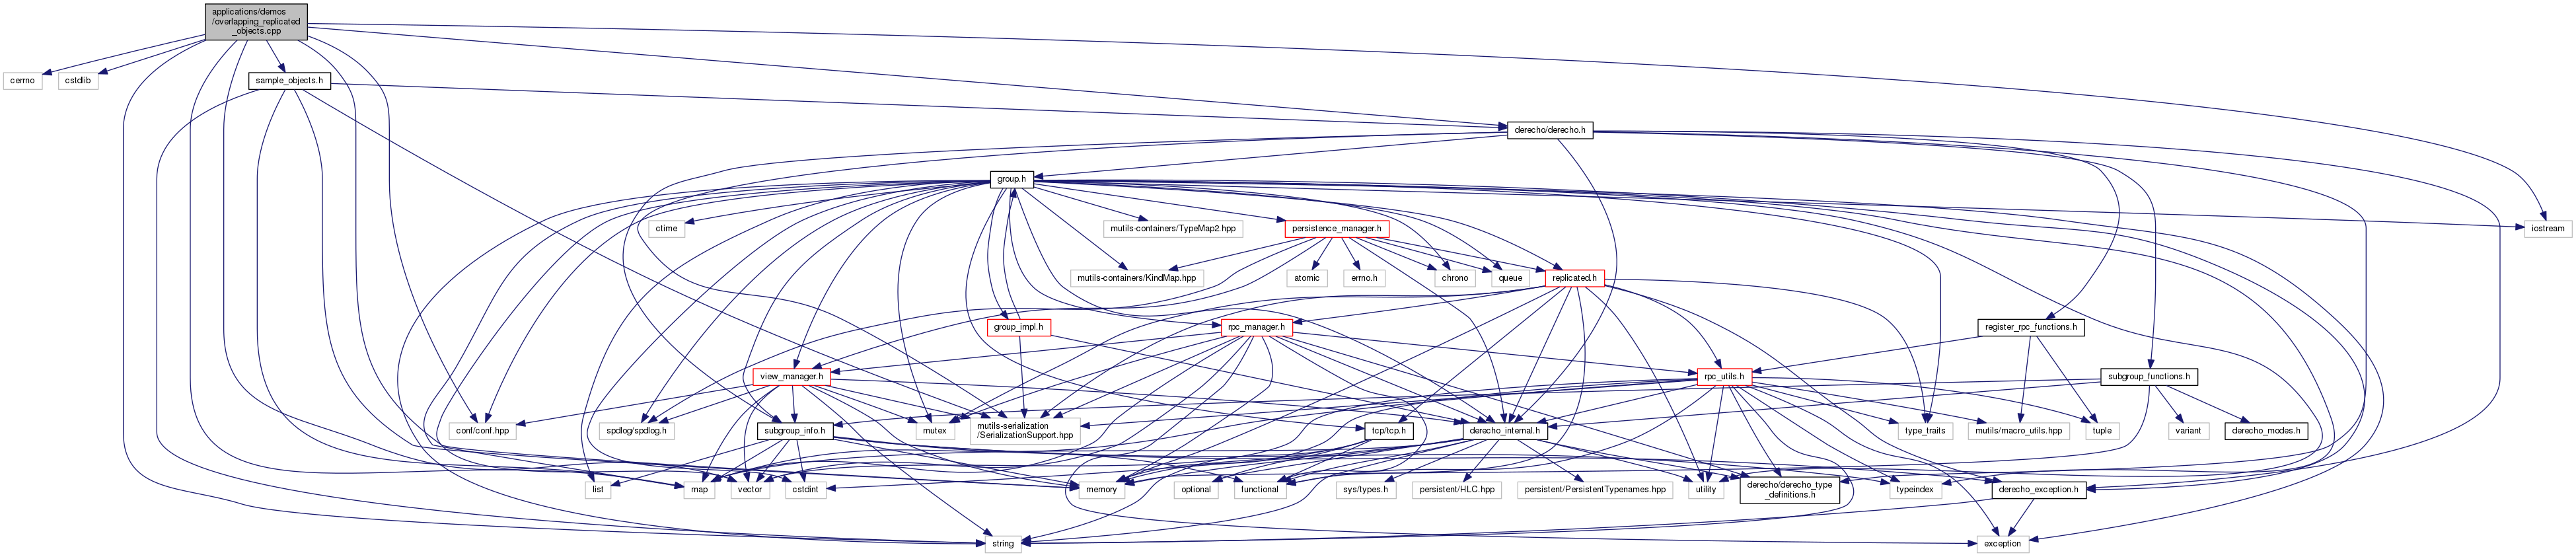 applications/demos
/overlapping_replicated
_objects.cpp
cerrno
cstdlib
sample_objects.h
derecho/derecho.h
group.h
ctime
mutils-containers/TypeMap2.hpp
persistence_manager.h
iostream
mutils-containers/KindMap.hpp
atomic
errno.h
chrono
queue
replicated.h
group_impl.h
rpc_manager.h
register_rpc_functions.h
view_manager.h
rpc_utils.h
subgroup_functions.h
conf/conf.hpp
spdlog/spdlog.h
subgroup_info.h
mutex
mutils-serialization
/SerializationSupport.hpp
tcp/tcp.h
derecho_internal.h
type_traits
mutils/macro_utils.hpp
tuple
variant
derecho_modes.h
list
map
vector
cstdint
memory
optional
functional
sys/types.h
persistent/HLC.hpp
persistent/PersistentTypenames.hpp
utility
derecho/derecho_type
_definitions.h
typeindex
derecho_exception.h
string
exception